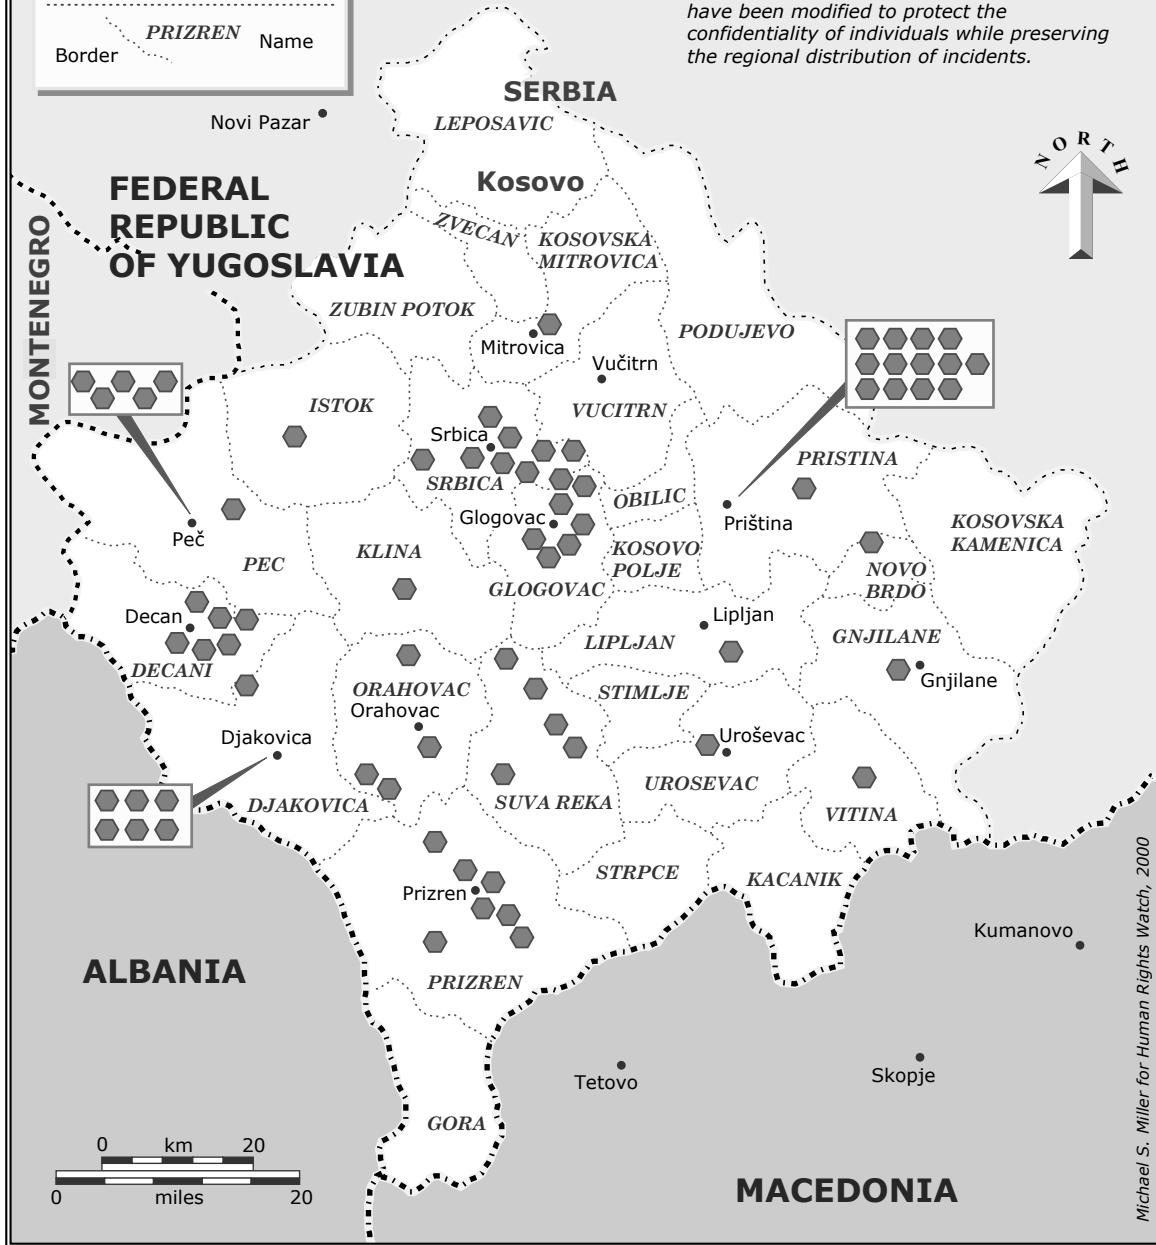 have been modified to protect the
confidentiality of individuals while preserving
the regional distribution of incidents.
PRIZREN
Border
Name
SERBIA
Novi Pazar
LEPOSAVIC
NORTH
FEDERAL
REPUBLIC
OF YUGOSLAVIA
Kosovo
MONTENEGRO
ZVECAN
KOSOVSKA
MITROVICA
ZUBIN POTOK
PODUJEVO
Mitrovica
Vučitrn
ISTOK
VUCITRN
Srbica
SRBICA
PRISTINA
OBILIC
Priština
Glogovac
Peč
PEC
KLINA
KOSOVO
POLJE
KOSOVSKA
KAMENICA
GLOGOVAC
NOVO
BRDO
Decan
DECANI
Lipljan
LIPLJAN
GNJILANE
Gnjilane
ORAHOVAC
Orahovac
STIMLJE
Djakovica
Uroševac
UROSEVAC
DJAKOVICA
SUVA REKA
VITINA
STRPCE
KACANIK
Prizren
PRIZREN
Kumanovo
ALBANIA
Tetovo
Skopje
GORA
0 km 20
0 miles 20
MACEDONIA
Michael S. Miller for Human Rights Watch, 2000